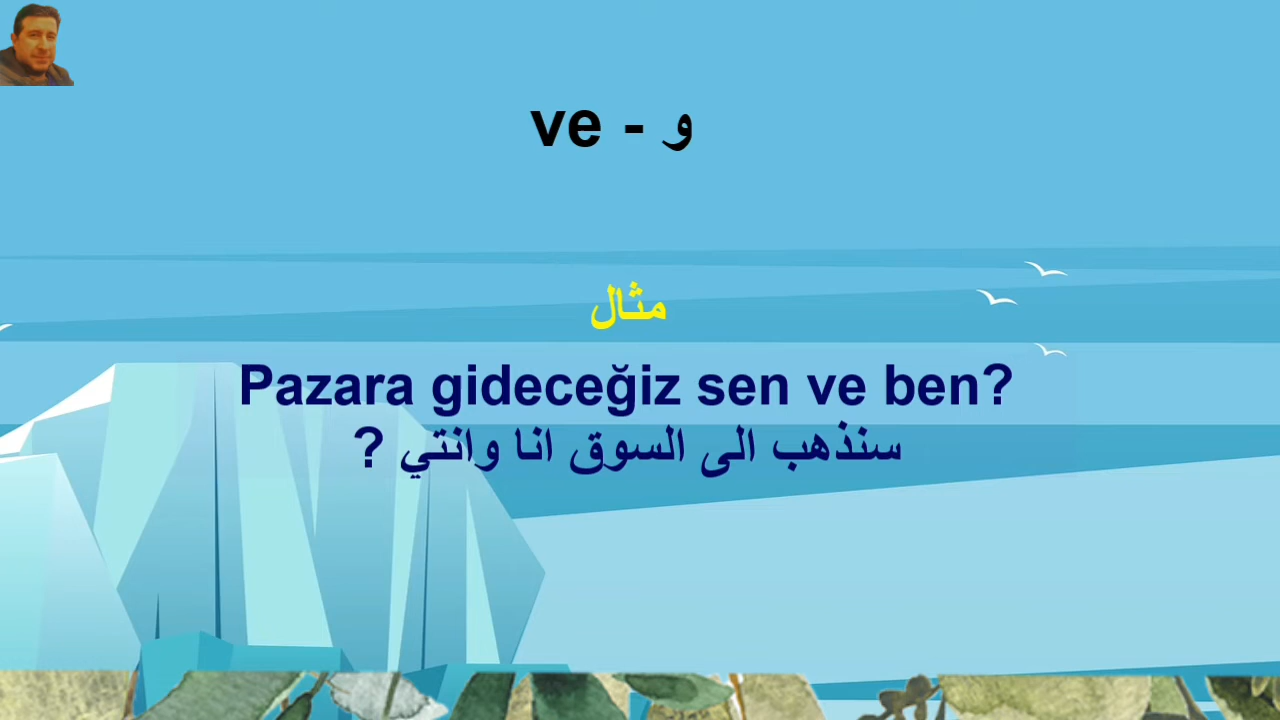 ve - و
مثال
Pazara gideceğiz sen ve ben?
سنذهب الى السوق انا وانتي ?